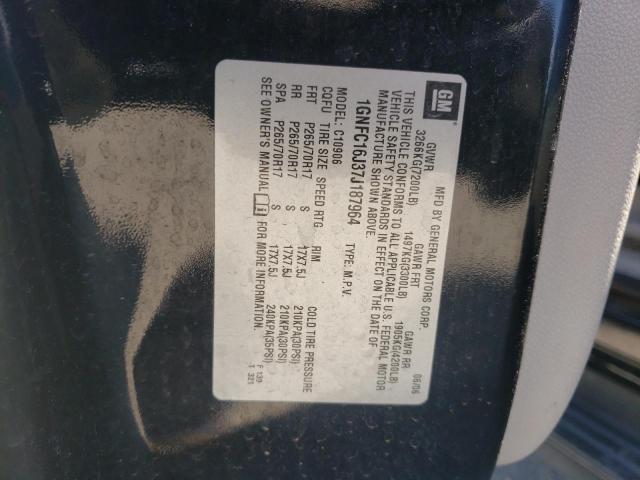 GM
MFD BY GENERAL MOTORS CORP.
06/06
GVWR GAWR FRT GAWR RR
3266KG(7200LB) 1497KG(3300LB) 1905KG(4200LB)
THIS VEHICLE CONFORMS TO ALL APPLICABLE U.S. FEDERAL MOTOR
VEHICLE SAFETY STANDARDS IN EFFECT ON THE DATE OF
MANUFACTURE SHOWN ABOVE.
1GNFC16J37J187964 TYPE: M.P.V.
MODEL: C10906
CQFU TIRE SIZE SPEED RTG RIM COLD TIRE PRESSURE
FRT P265/70R17 S 17X7.5J 210KPA(30PSI)
RR P265/70R17 S 17X7.5J 210KPA(30PSI)
SPA P265/70R17 S 17X7.5J 240KPA(35PSI)
SEE OWNER'S MANUAL FOR MORE INFORMATION.
F 139
T 321